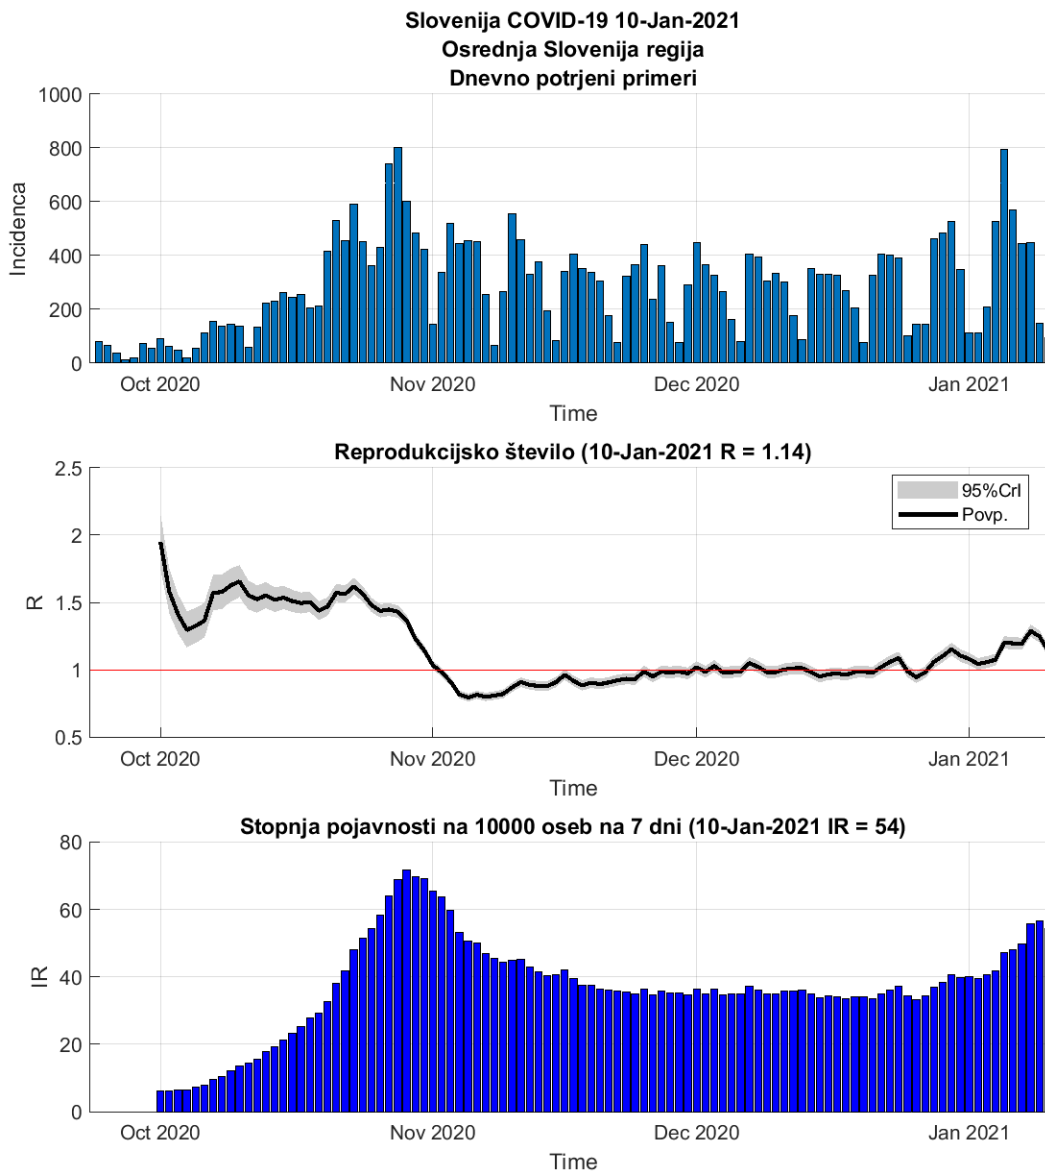 Slovenija COVID-19 10-Jan-2021
Osrednja Slovenija regija
Dnevno potrjeni primeri
1000
800
600
400
200
0
Incidenca
Oct 2020
Nov 2020
Dec 2020
Jan 2021
Time
Reprodukcijsko število (10-Jan-2021 R = 1.14)
2.5
2
1.5
1
0.5
R
95%CrI
Povp.
Oct 2020
Nov 2020
Dec 2020
Jan 2021
Time
Stopnja pojavnosti na 10000 oseb na 7 dni (10-Jan-2021 IR = 54)
80
60
40
20
0
IR
Oct 2020
Nov 2020
Dec 2020
Jan 2021
Time